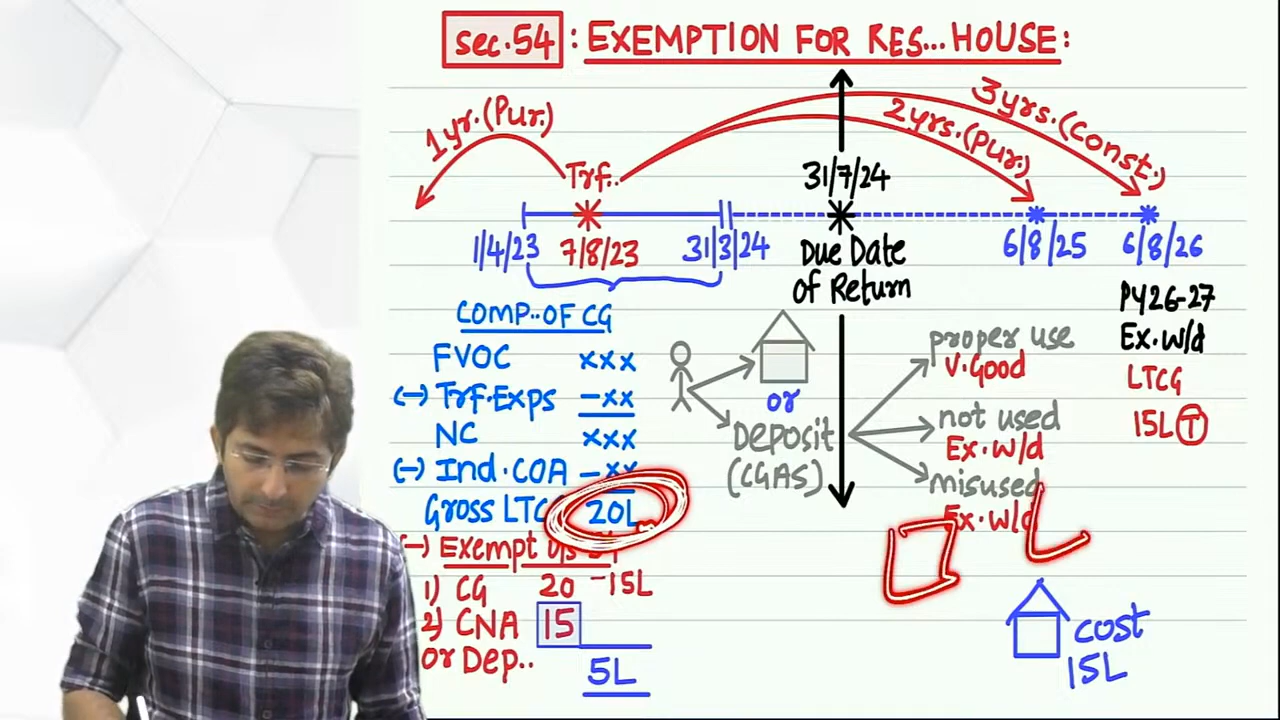 sec.54 : EXEMPTION FOR RES... HOUSE:
1yr.(Pur.)
3yrs.(Const.)
2yrs.(Pur.)
Trf..
31/7/24
1/4/23 7/8/23 31/3/24
Due Date
of Return
6/8/25 6/8/26
COMP..OF CG
FVOC xxx
(-) Trf.Exps -xx
NC xxx
(-) Ind.COA -xx
Gross LTC 20L
(-) Exempt u/s
1) CG 20 -15L
2) CNA 15
or Dep..
5L
or
Deposit
(CGAS)
proper use
V.Good
not used
Ex.w/d
misused
Ex.w/d
PY26-27
Ex.w/d
LTCG
15L T
L
cost
15L